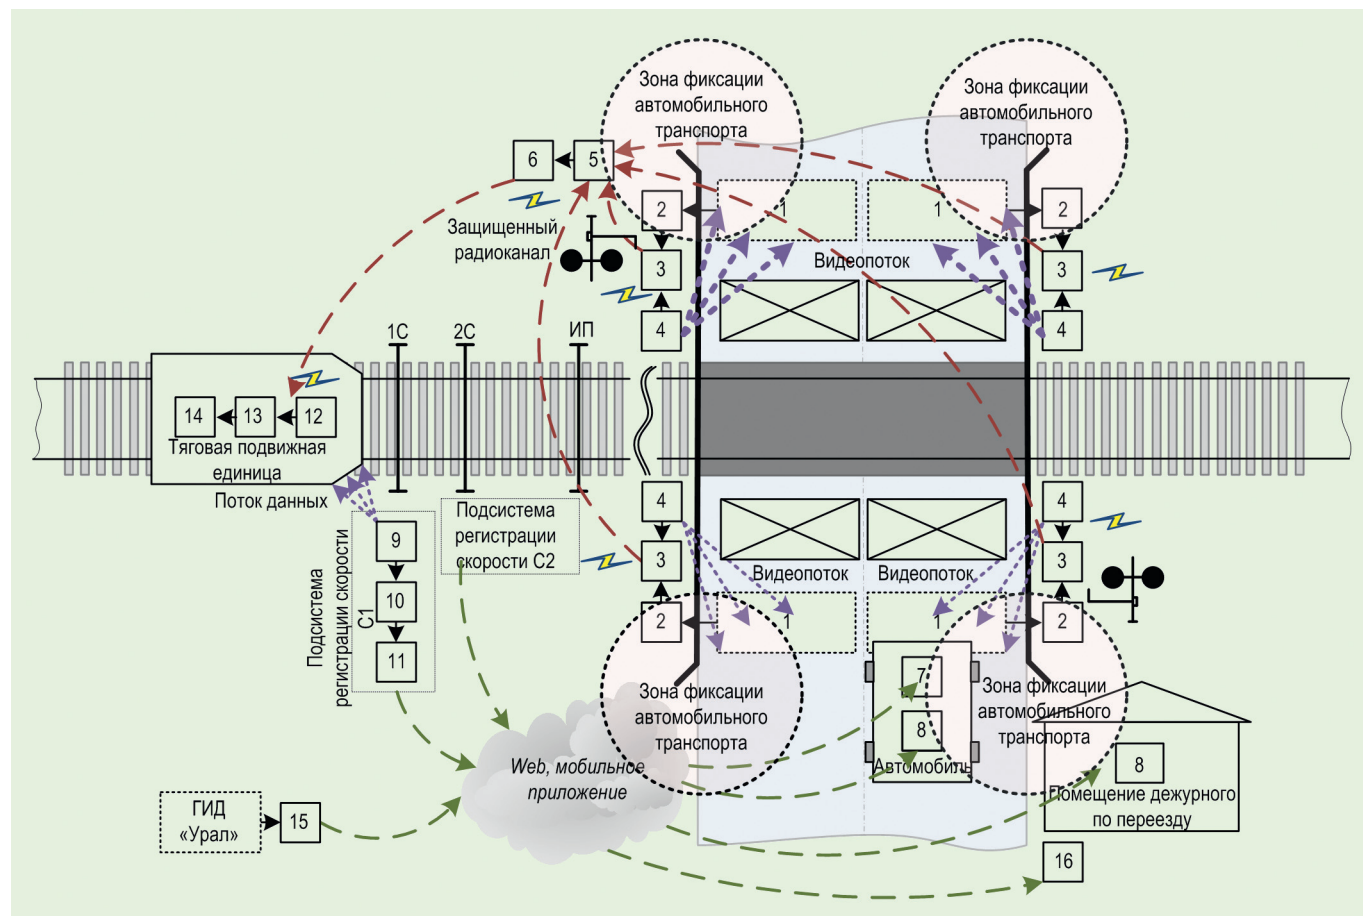 Зона фиксации
автомобильного
транспорта
Зона фиксации
автомобильного
транспорта
6
5
2
1
1
2
Защищенный
радиоканал
3
Видеопоток
3
4
4
1С
2С
ИП
14
13
12
Тяговая подвижная
единица
Поток данных
4
4
Подсистема
регистрации
скорости С2
9
3
3
Видеопоток
Видеопоток
Подсистема
регистрации скорости
С1
10
11
2
1
1
2
Зона фиксации
автомобильного
транспорта
7
8
Автомобиль
Зона фиксации
автомобильного
транспорта
Web, мобильное
приложение
8
Помещение дежурного
по переезду
ГИД
«Урал»
15
16